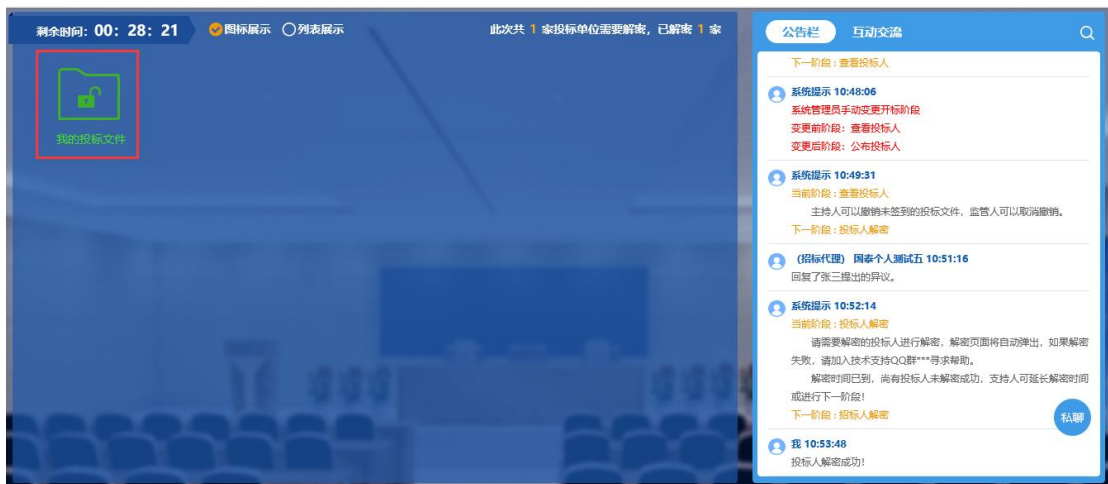 剩余时间: 00: 28: 21
图标展示 列表展示
此次共 1 家投标单位需要解密, 已解密 1 家
我的投标文件
公告栏 互动交流
下一阶段 : 查看投标人
系统提示 10:48:06
系统管理员手动变更开标阶段
变更前阶段: 查看投标人
变更后阶段: 公布投标人
系统提示 10:49:31
当前阶段 : 查看投标人
主持人可以撤销未签到的投标文件, 监管人可以取消撤销。
下一阶段 : 投标人解密
(招标代理) 国泰个人测试五 10:51:16
回复了张三提出的异议。
系统提示 10:52:14
当前阶段 : 投标人解密
请需要解密的投标人进行解密, 解密页面将自动弹出, 如果解密
失败, 请加入技术支持QQ群***寻求帮助。
解密时间已到, 尚有投标人未解密成功, 支持人可延长解密时间
或进行下一阶段!
下一阶段 : 招标人解密
私聊
我 10:53:48
投标人解密成功!